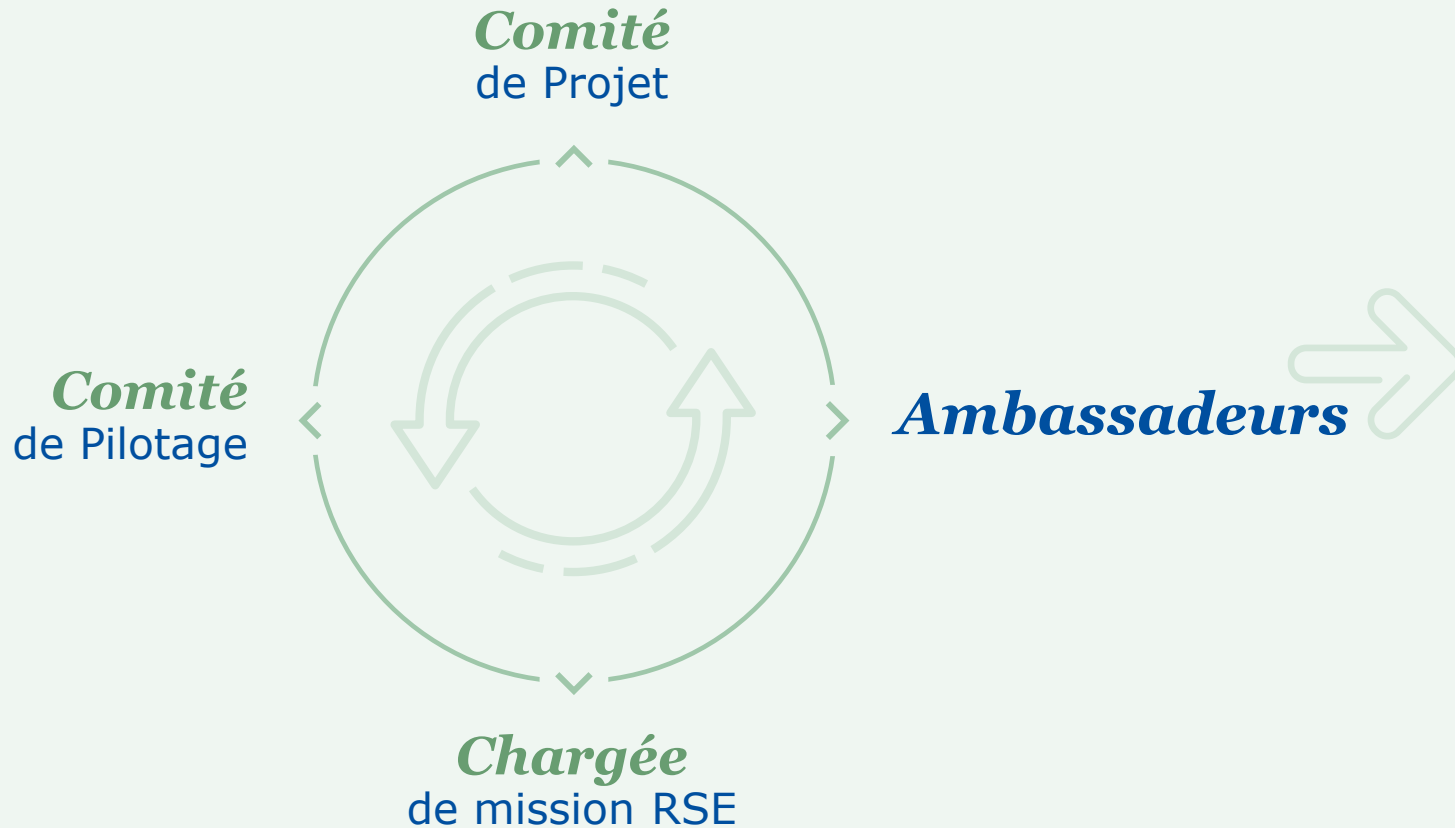 Comité
de Projet
Comité
de Pilotage
Ambassadeurs
Chargée
de mission RSE